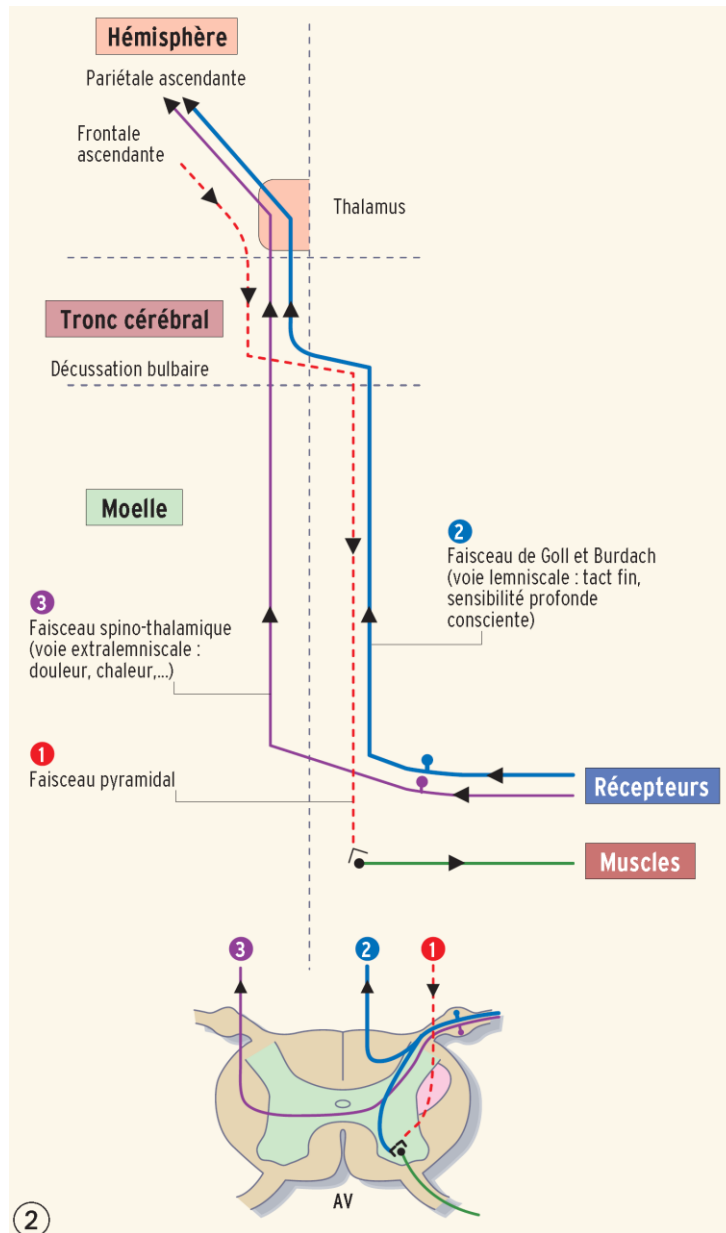 Hémisphère
Pariétale ascendante
Frontale
ascendante
Thalamus
Tronc cérébral
Décussation bulbaire
Moelle
2
Faisceau de Goll et Burdach
(voie lemniscale : tact fin,
sensibilité profonde
consciente)
3
Faisceau spino-thalamique
(voie extralemniscale :
douleur, chaleur,...)
1
Faisceau pyramidal
Récepteurs
Muscles
3 2 1
AV
2